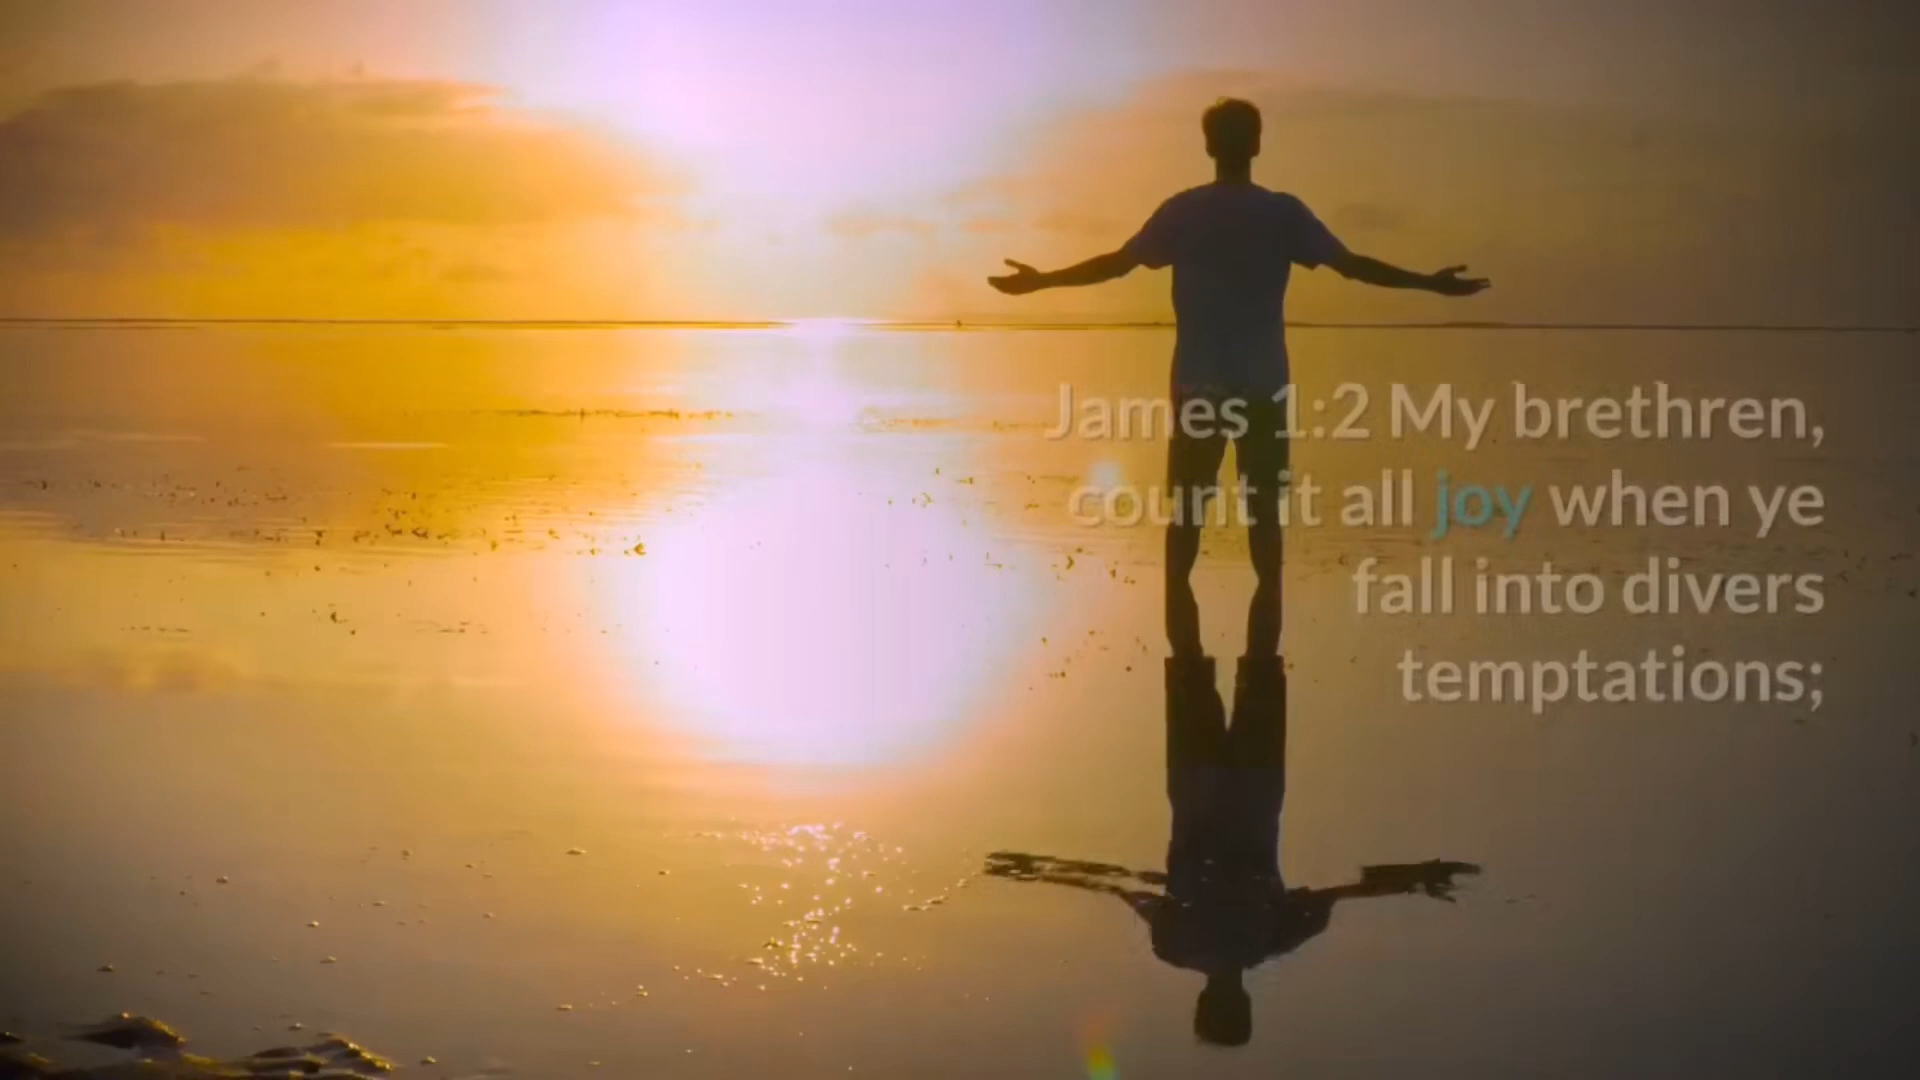 James 1:2 My brethren,
count it all joy when ye
fall into divers
temptations;